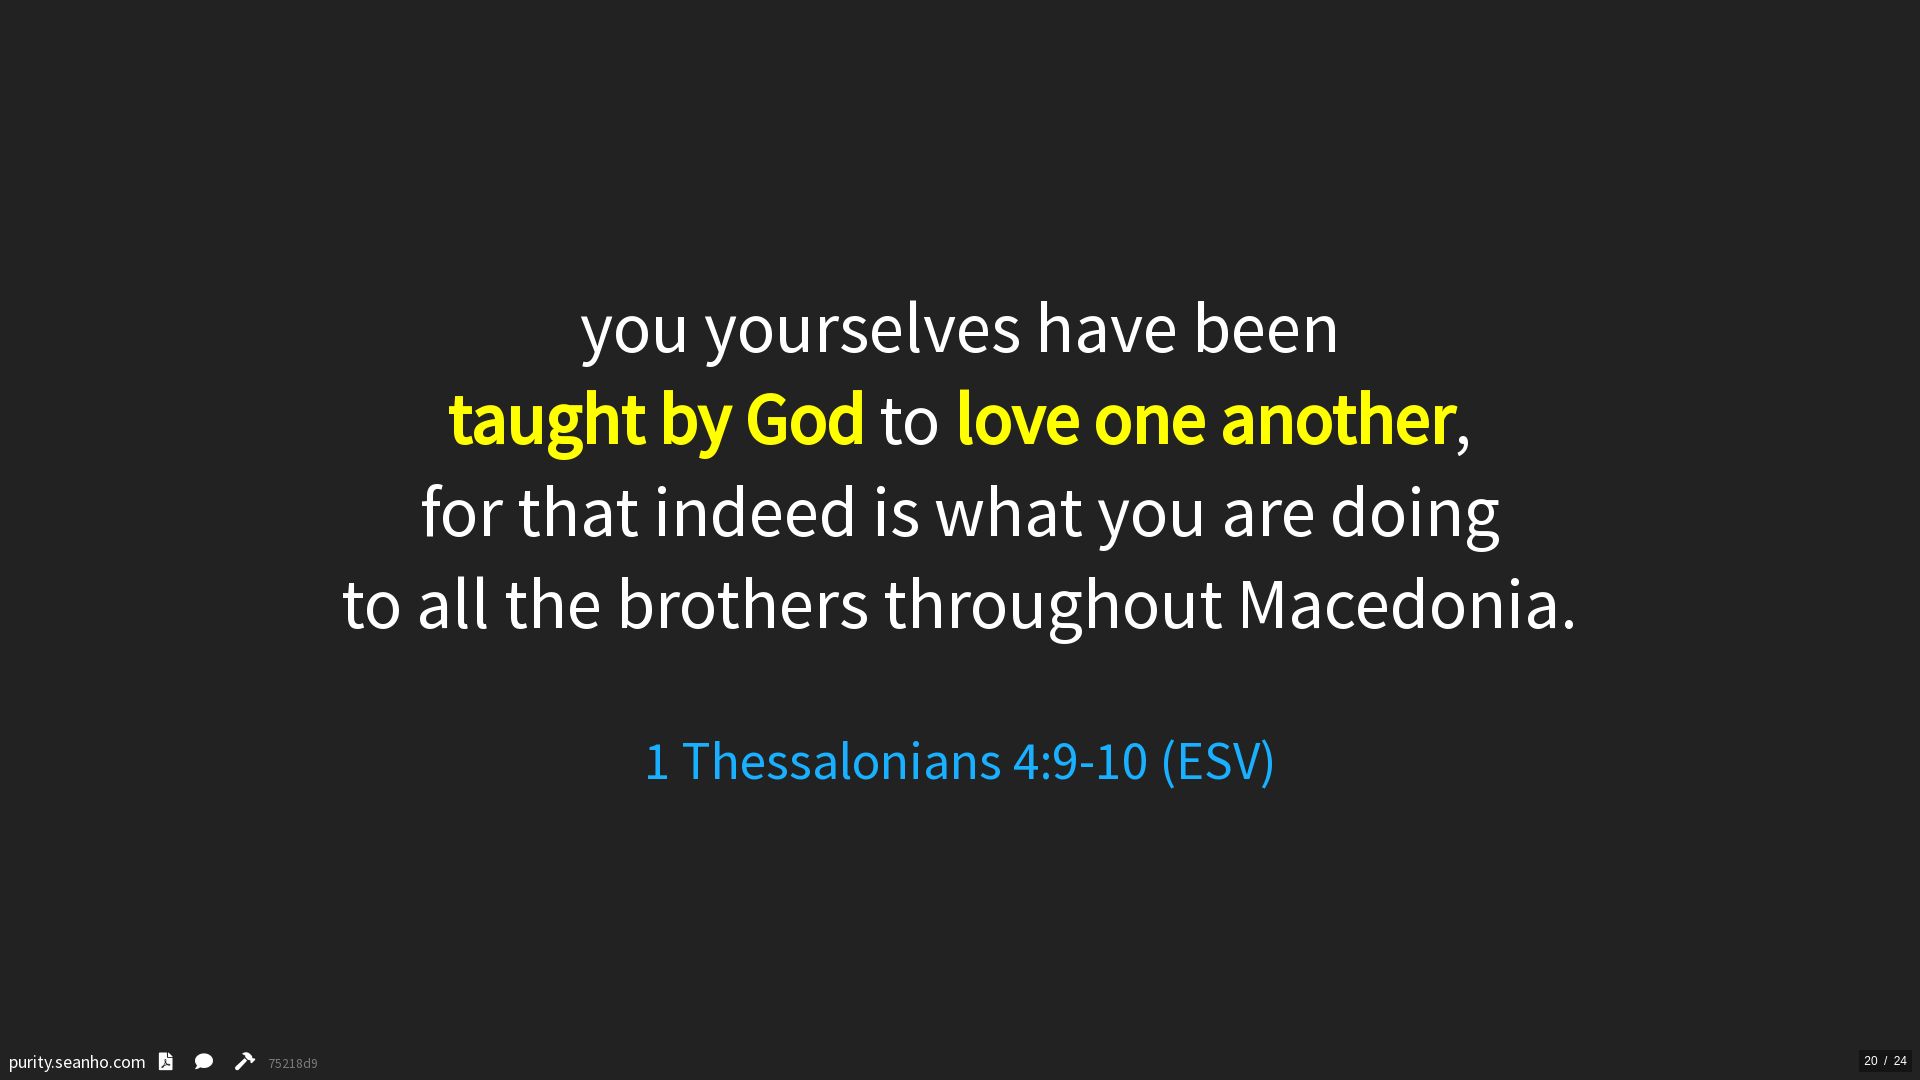 you yourselves have been
taught by God to love one another,
for that indeed is what you are doing
to all the brothers throughout Macedonia.
1 Thessalonians 4:9-10 (ESV)
purity.seanho.com 75218d9
20 / 24